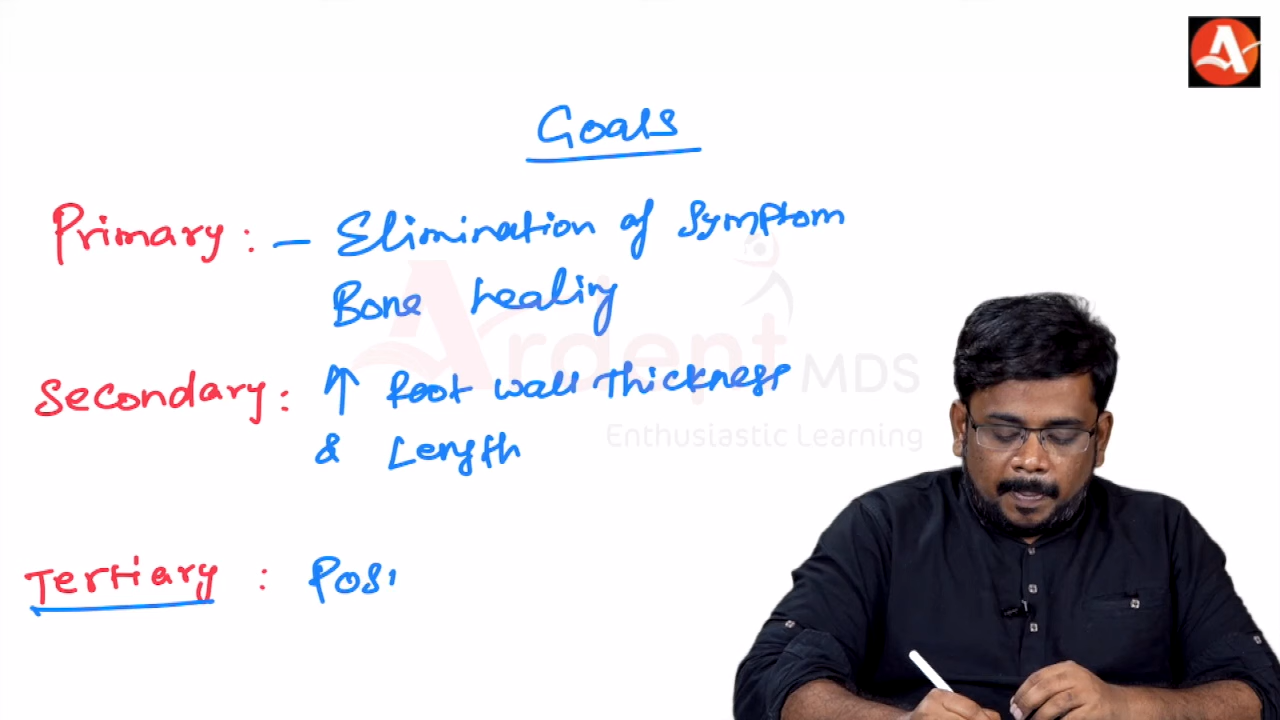 Goals
Primary : - Elimination of symptom
Bone healing
Secondary : ↑ Root wall thickness
& Length
Tertiary : Posi
Ardent MDS
Enthusiastic Learning